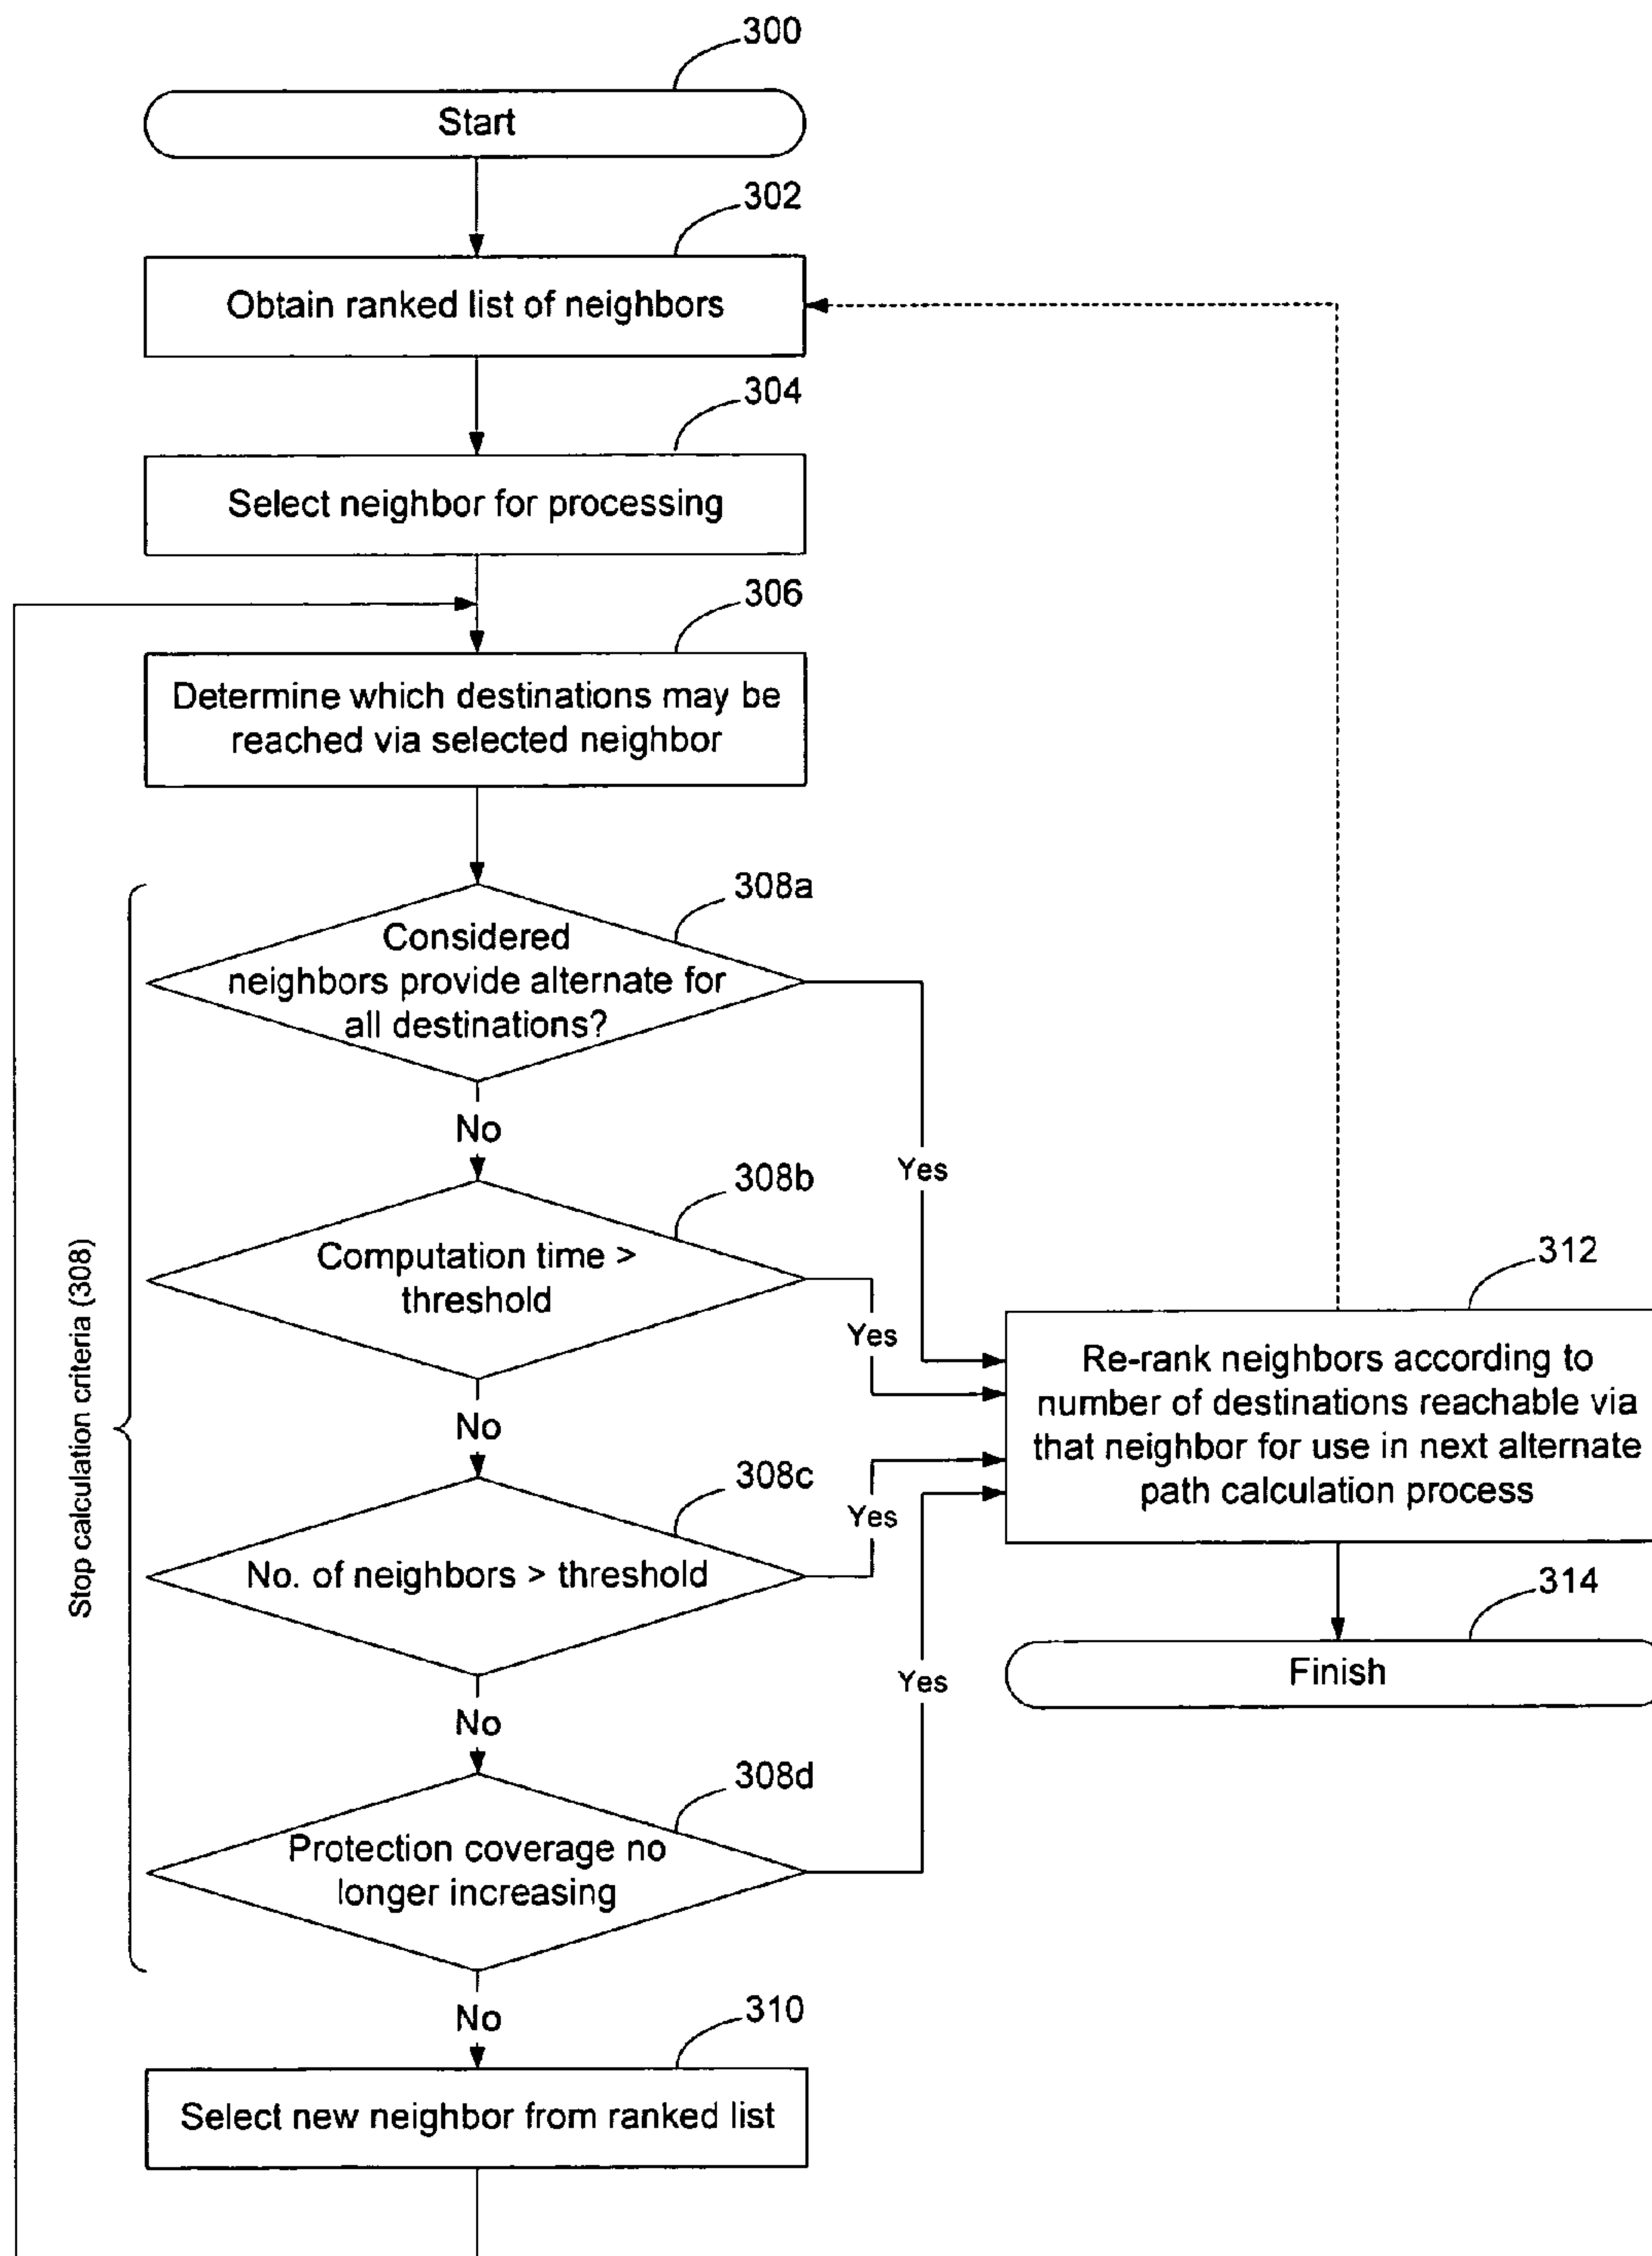 300
Start
302
Obtain ranked list of neighbors
304
Select neighbor for processing
306
Determine which destinations may be
reached via selected neighbor
308a
Considered
neighbors provide alternate for
all destinations?
No
Yes
308b
Computation time >
threshold
Yes
No
308c
No. of neighbors > threshold
Yes
No
308d
Protection coverage no
longer increasing
Yes
No
Stop calculation criteria (308)
310
Select new neighbor from ranked list
312
Re-rank neighbors according to
number of destinations reachable via
that neighbor for use in next alternate
path calculation process
314
Finish